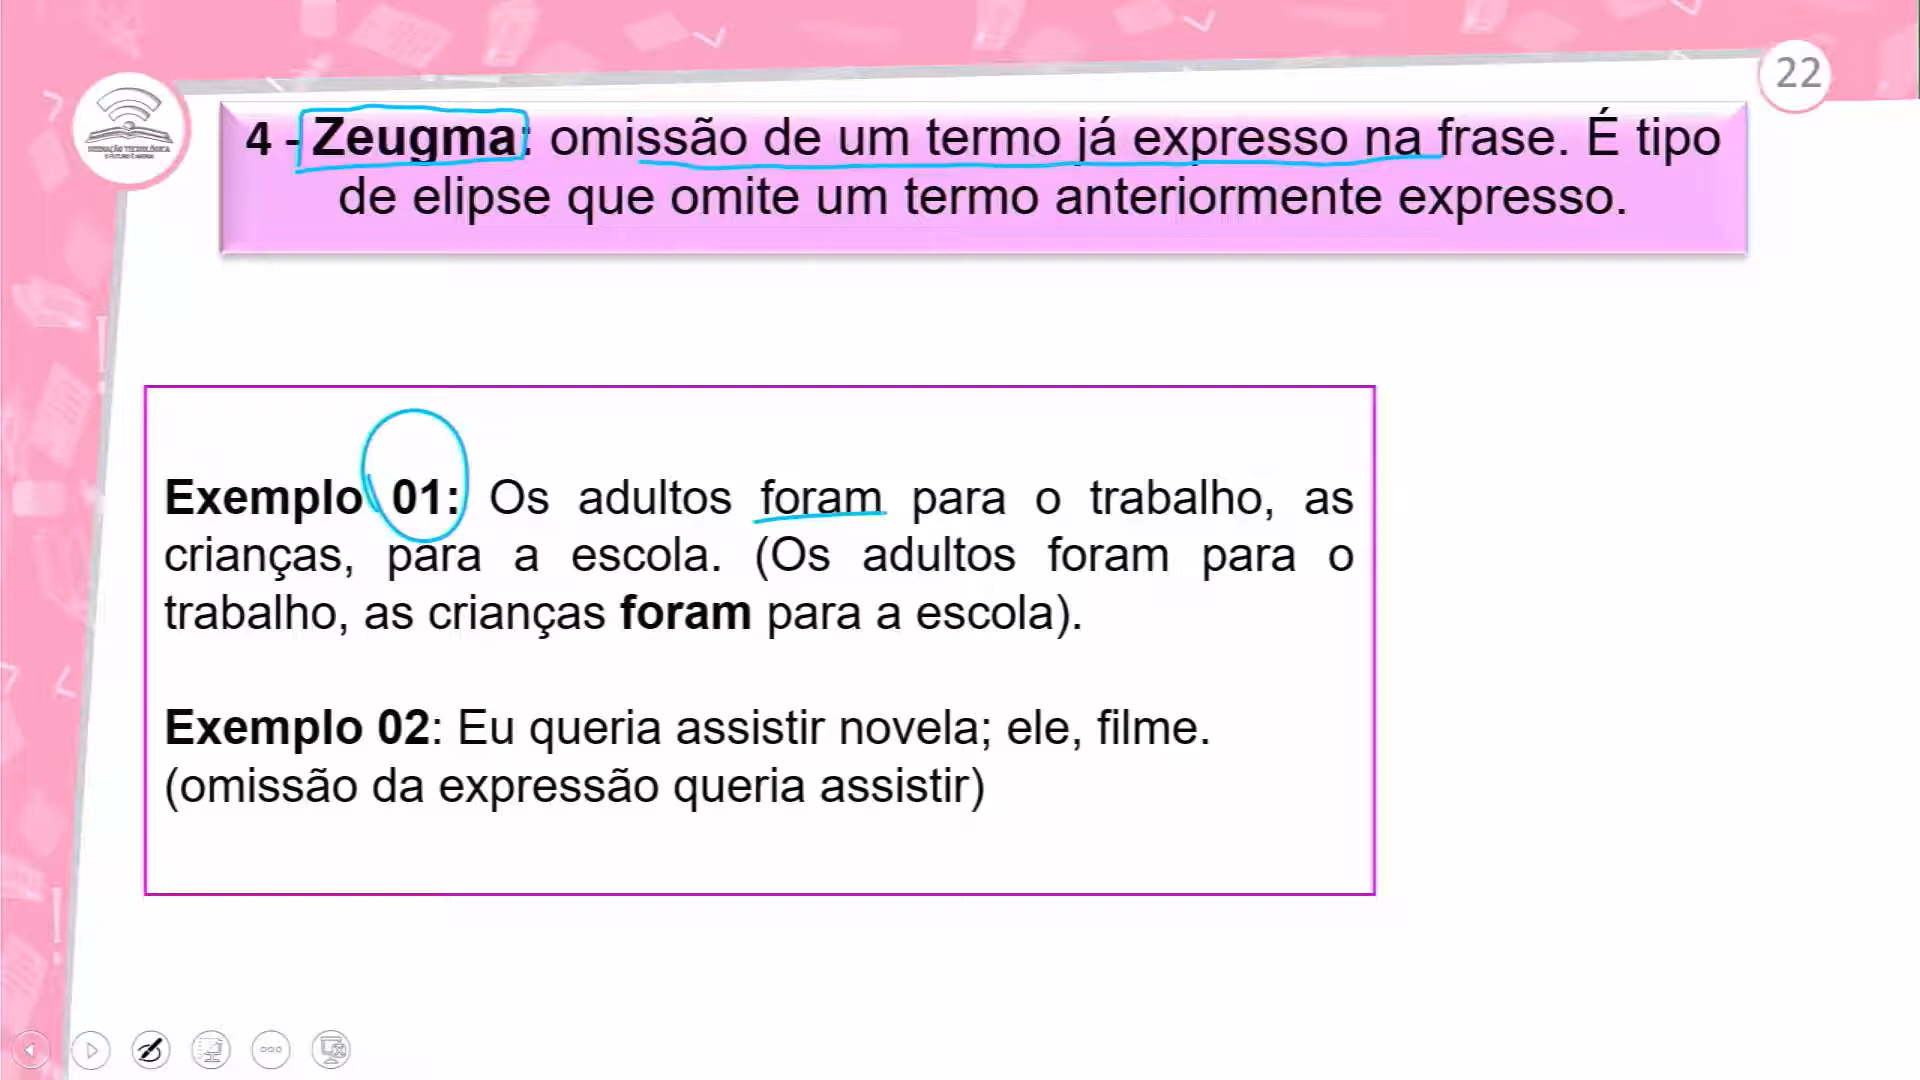 22
4 - Zeugma: omissão de um termo já expresso na frase. É tipo
de elipse que omite um termo anteriormente expresso.
MEDIAÇÃO TECNOLÓGICA
Exemplo 01: Os adultos foram para o trabalho, as
crianças, para a escola. (Os adultos foram para o
trabalho, as crianças foram para a escola).
Exemplo 02: Eu queria assistir novela; ele, filme.
(omissão da expressão queria assistir)